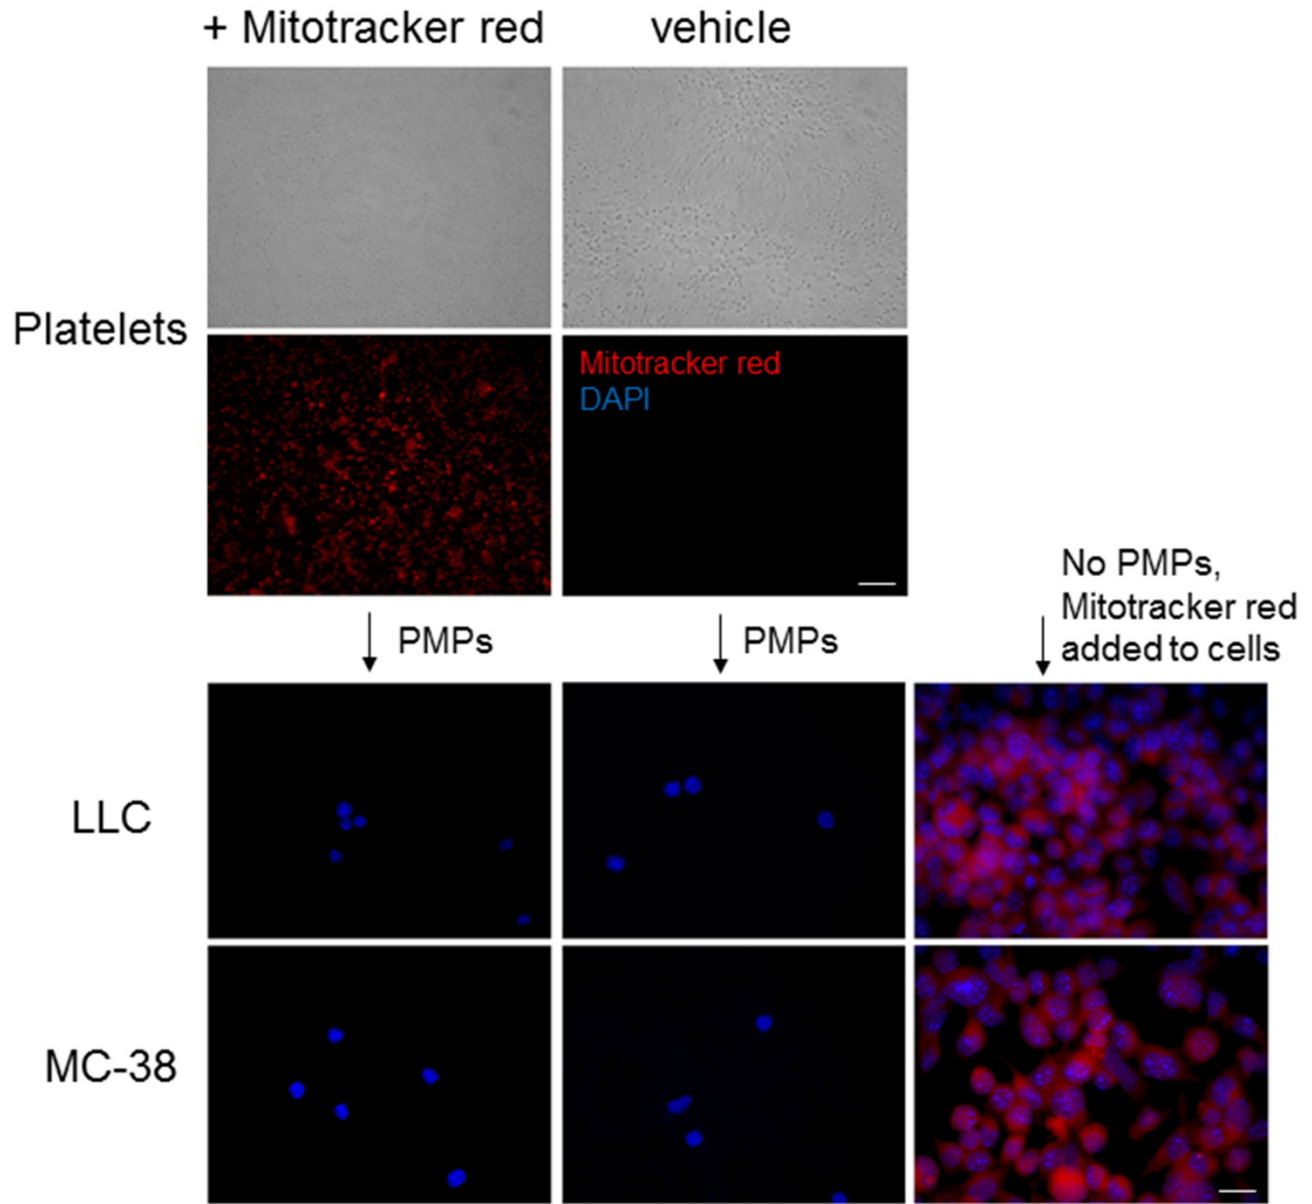 + Mitotracker red
vehicle
Platelets
Mitotracker red
DAPI
PMPs
PMPs
No PMPs,
Mitotracker red
added to cells
LLC
MC-38